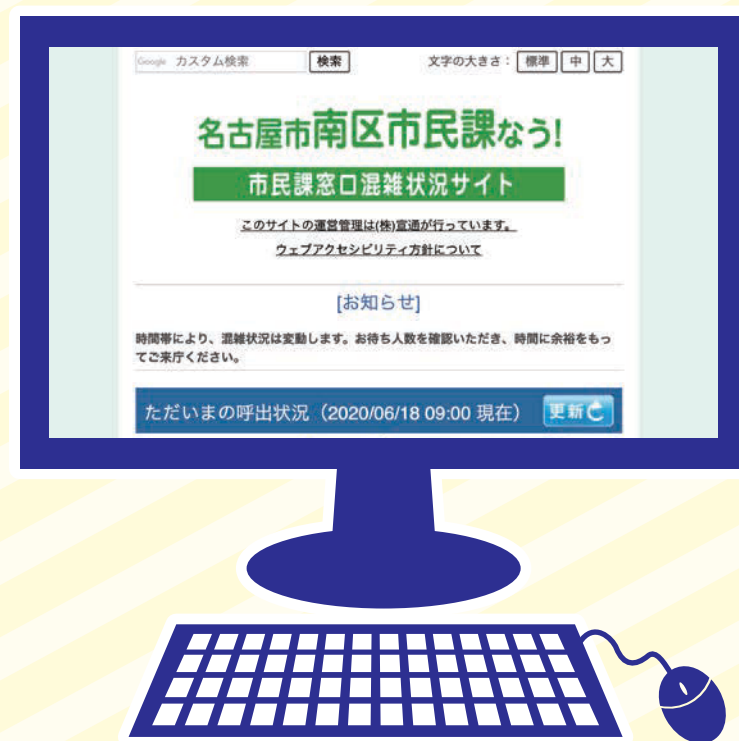 Google カスタム検索 検索 文字の大きさ： 標準 中 大
名古屋市南区市民課なう!
市民課窓口混雑状況サイト
このサイトの運営管理は(株)宣通が行っています。
ウェブアクセシビリティ方針について
[お知らせ]
時間帯により、混雑状況は変動します。お待ち人数を確認いただき、時間に余裕をもっ
てご来庁ください。
ただいまの呼出状況（2020/06/18 09:00 現在） 更新